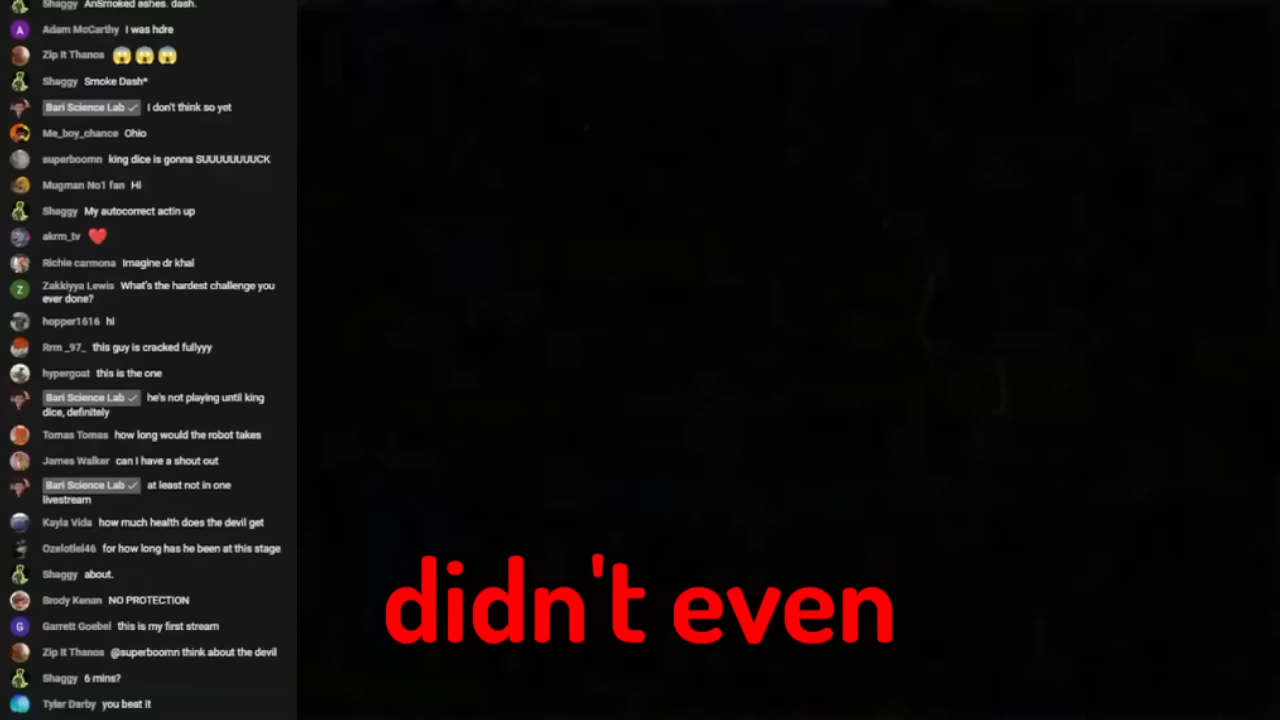 Shaggy AnSmoked ashes. dash.
Adam McCarthy I was hdre
Zip It Thanos 😱😱😱
Shaggy Smoke Dash*
Bari Science Lab ✓ I don't think so yet
Me_boy_chance Ohio
superboomn king dice is gonna SUUUUUUUUCK
Mugman No1 fan Hi
Shaggy My autocorrect actin up
akrm_tv ❤️
Richie carmona Imagine dr khal
Z Zakkiyya Lewis What's the hardest challenge you
ever done?
hopper1616 hi
Rrm _97_ this guy is cracked fullyyy
hypergoat this is the one
Bari Science Lab ✓ he's not playing until king
dice, definitely
Tomas Tomas how long would the robot takes
James Walker can I have a shout out
Bari Science Lab ✓ at least not in one
livestream
Kayla Vida how much health does the devil get
Ozulotlel46 for how long has he been at this stage
Shaggy about.
Brody Kenan NO PROTECTION
G Garrett Goebel this is my first stream
Zip It Thanos @superboomn think about the devil
Shaggy 6 mins?
Tyler Darby you beat it
didn't even